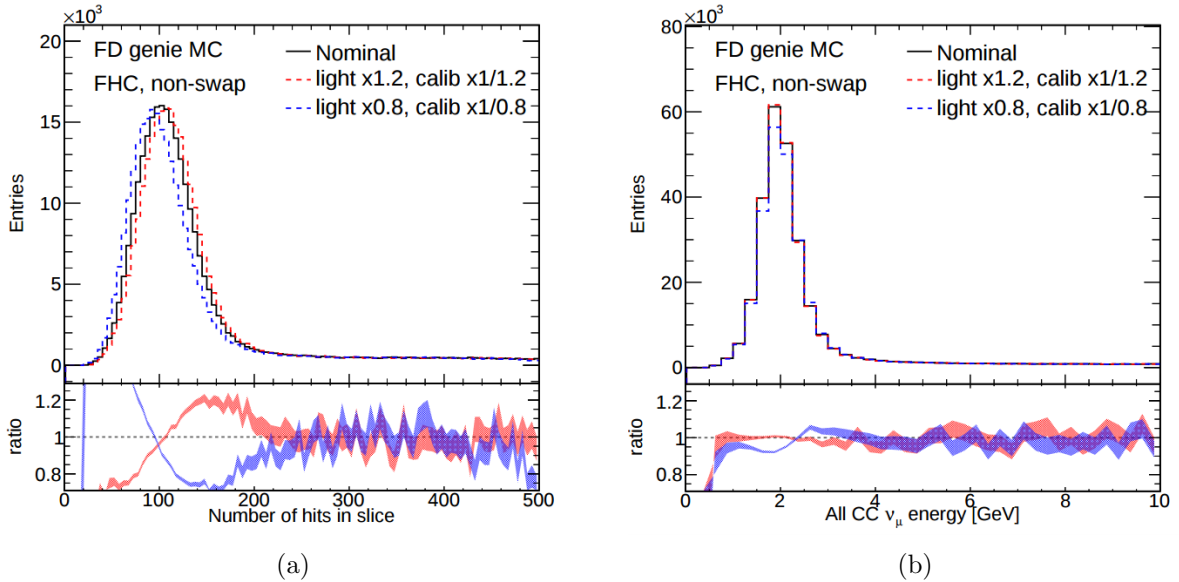 ×10³
20
15
10
5
0
Entries
FD genie MC
FHC, non-swap
Nominal
light x1.2, calib x1/1.2
light x0.8, calib x1/0.8
1.2
1
0.8
ratio
0 100 200 300 400 500
Number of hits in slice
(a)
×10³
80
60
40
20
0
Entries
FD genie MC
FHC, non-swap
Nominal
light x1.2, calib x1/1.2
light x0.8, calib x1/0.8
1.2
1
0.8
ratio
0 2 4 6 8 10
All CC νμ energy [GeV]
(b)